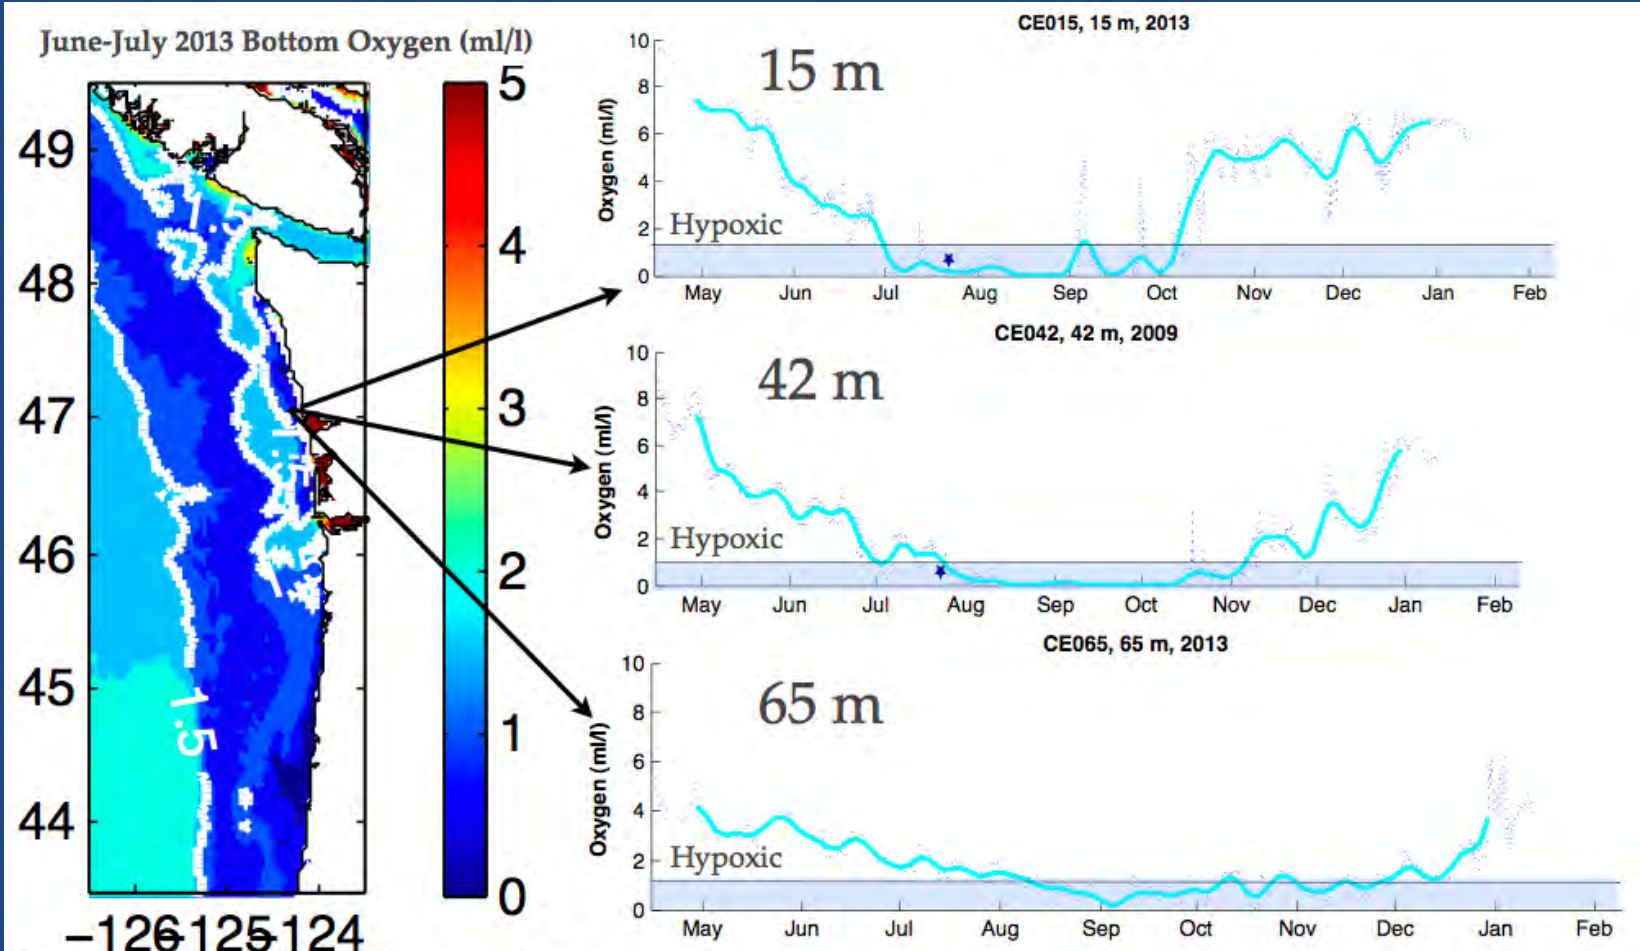 June-July 2013 Bottom Oxygen (ml/l)
49
48
47
46
45
44
−126
−125
−124
1.5
1.5
1.5
5
4
3
2
1
0
CE015, 15 m, 2013
15 m
Oxygen (ml/l)
10
8
6
4
2
0
Hypoxic
May Jun Jul Aug Sep Oct Nov Dec Jan Feb
CE042, 42 m, 2009
42 m
Oxygen (ml/l)
10
8
6
4
2
0
Hypoxic
May Jun Jul Aug Sep Oct Nov Dec Jan Feb
CE065, 65 m, 2013
65 m
Oxygen (ml/l)
10
8
6
4
2
0
Hypoxic
May Jun Jul Aug Sep Oct Nov Dec Jan Feb